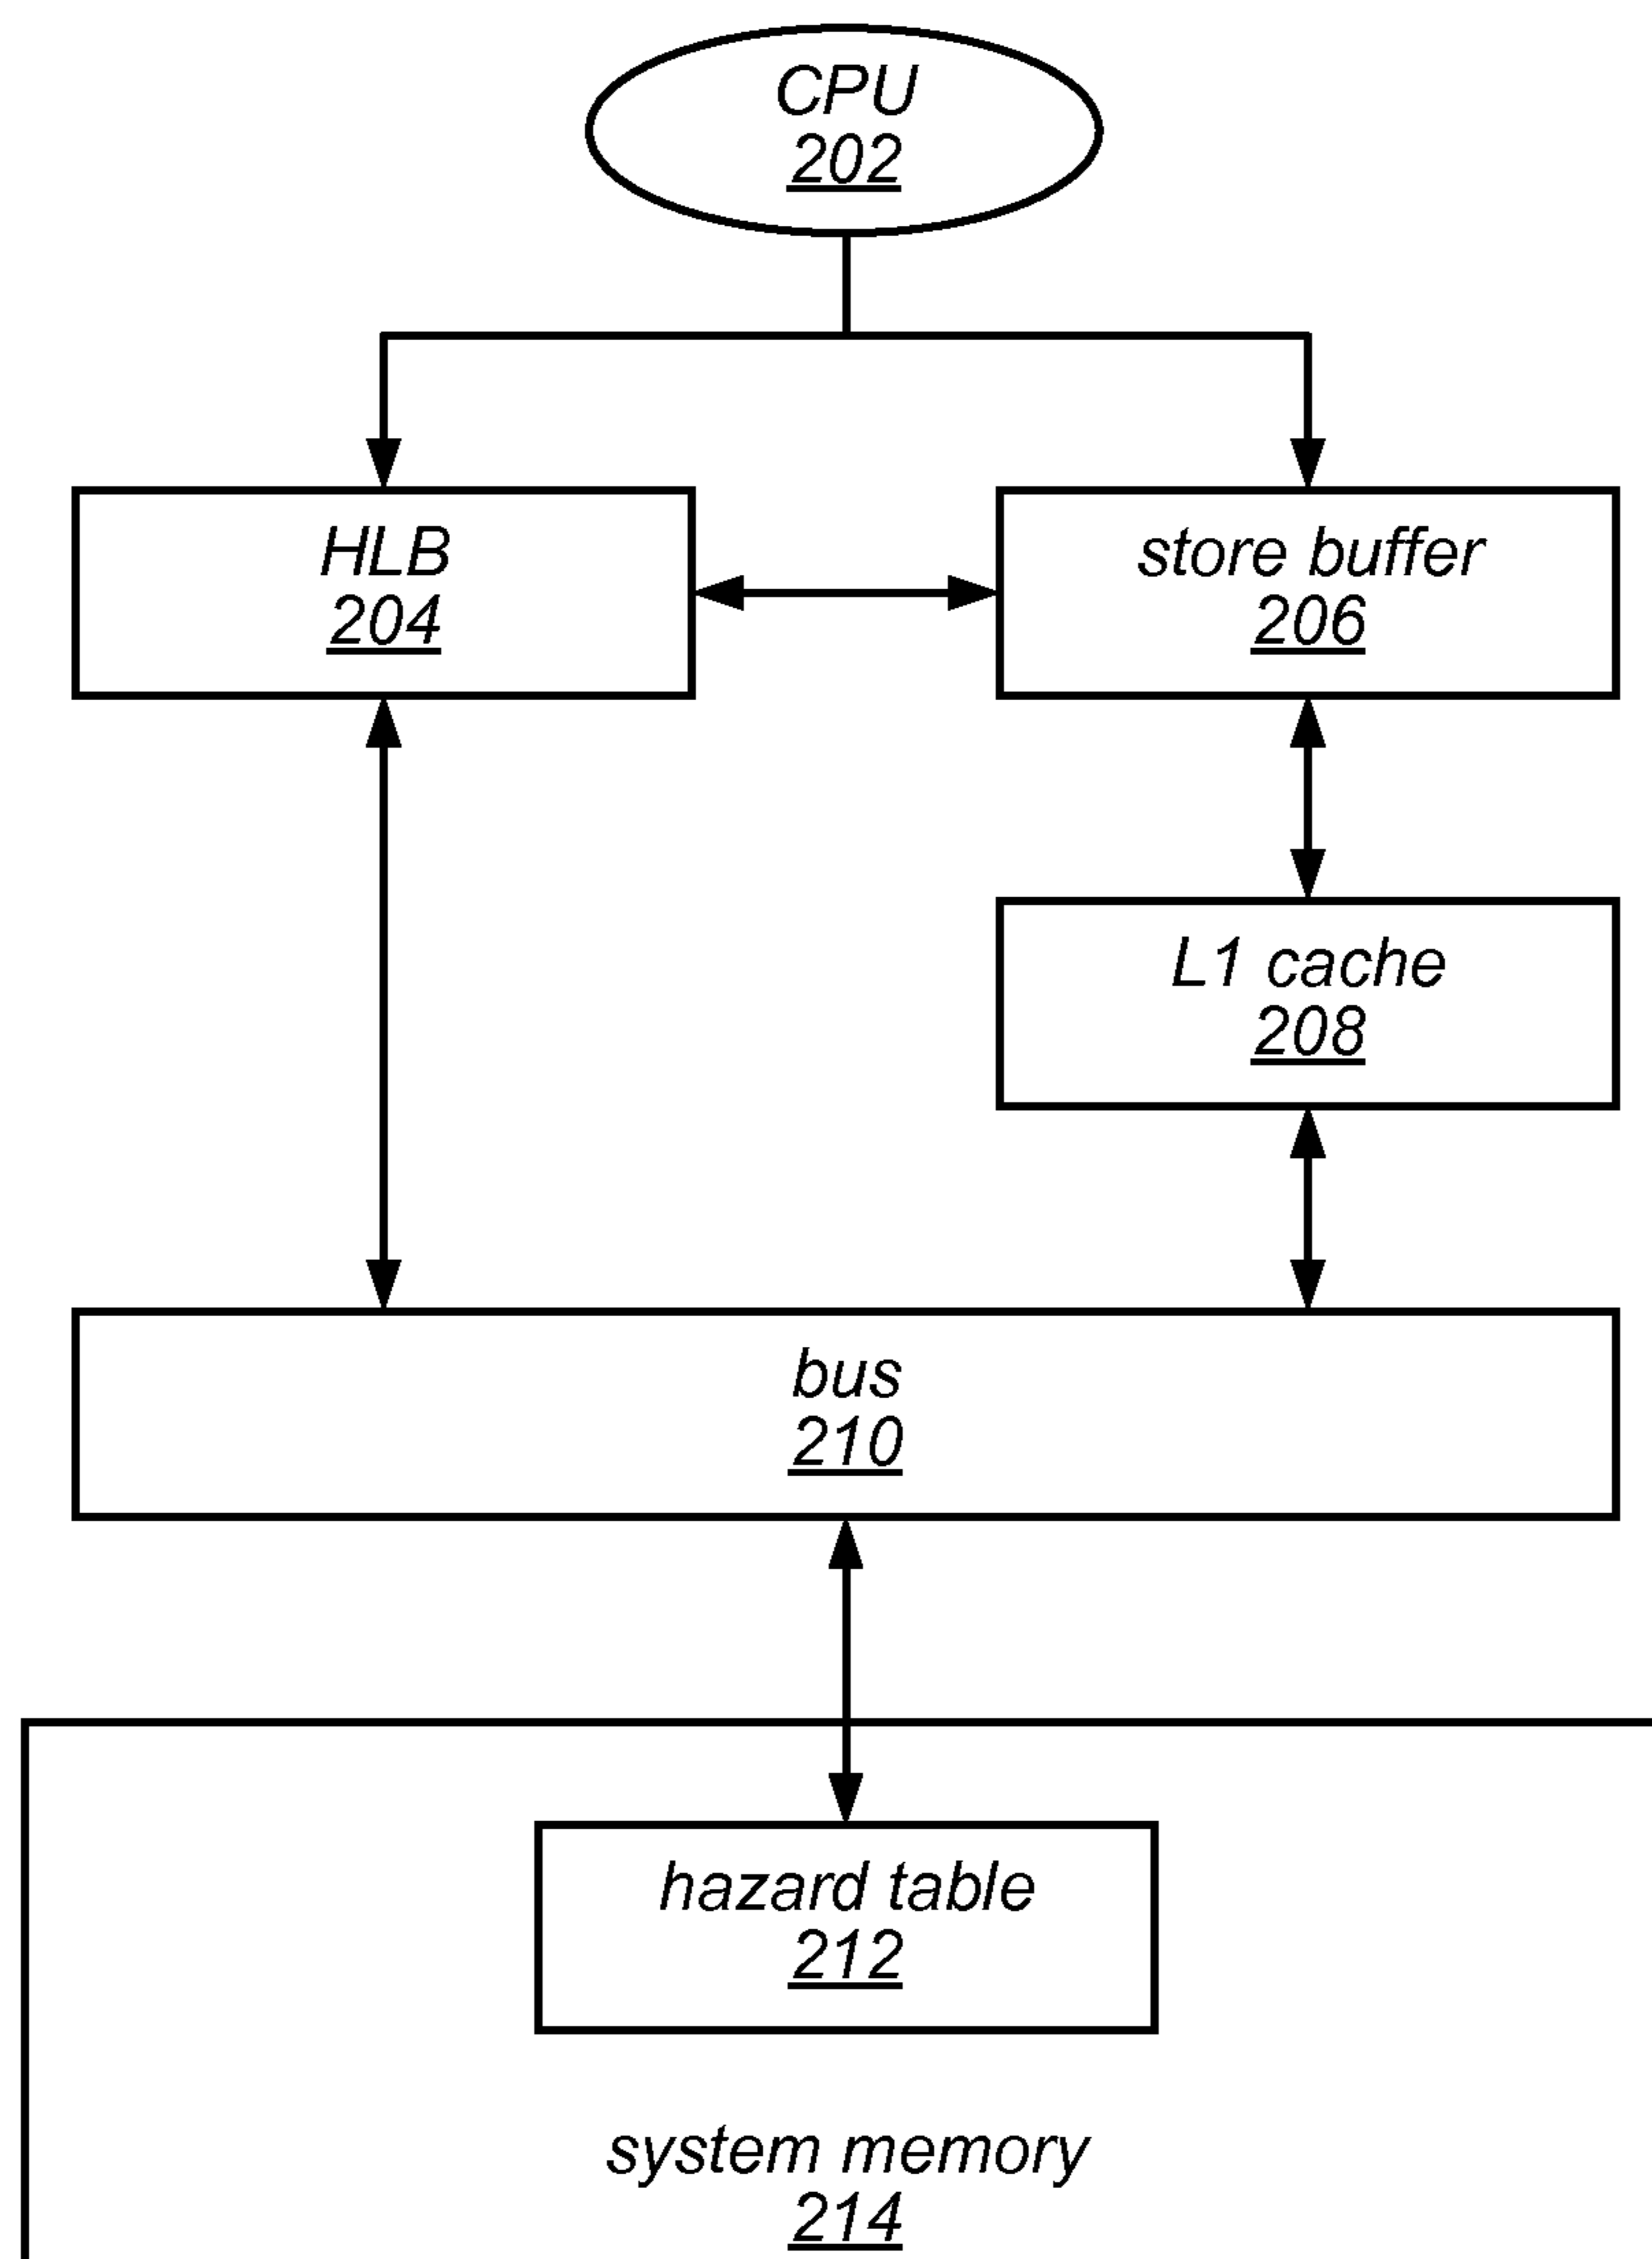 CPU
202
HLB
204
store buffer
206
L1 cache
208
bus
210
hazard table
212
system memory
214